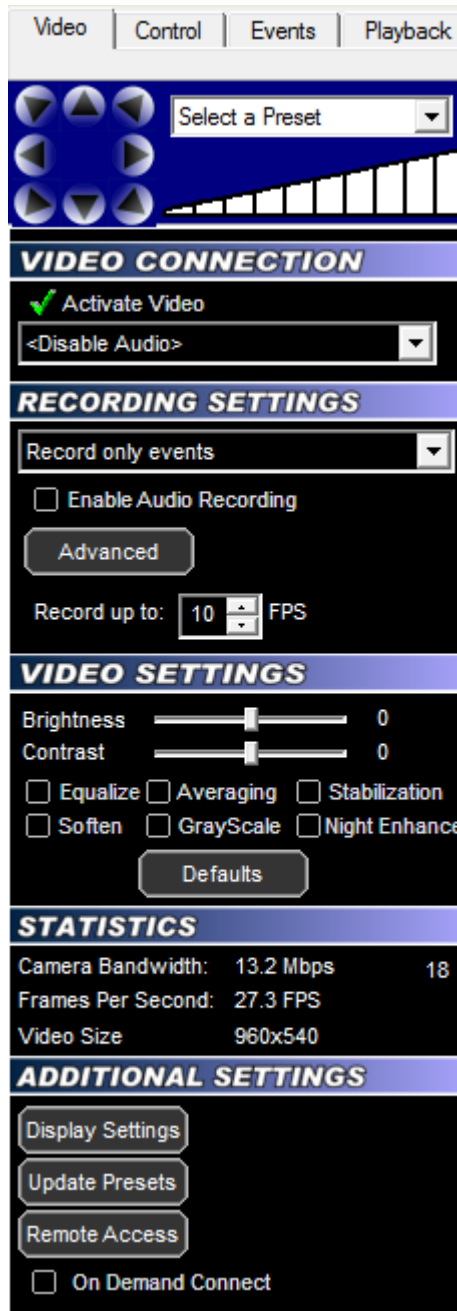 Video Control Events Playback
Select a Preset
VIDEO CONNECTION
Activate Video
<Disable Audio>
RECORDING SETTINGS
Record only events
Enable Audio Recording
Advanced
Record up to: 10 FPS
VIDEO SETTINGS
Brightness 0
Contrast 0
Equalize Averaging Stabilization
Soften GrayScale Night Enhance
Defaults
STATISTICS
Camera Bandwidth: 13.2 Mbps 18
Frames Per Second: 27.3 FPS
Video Size 960x540
ADDITIONAL SETTINGS
Display Settings
Update Presets
Remote Access
On Demand Connect